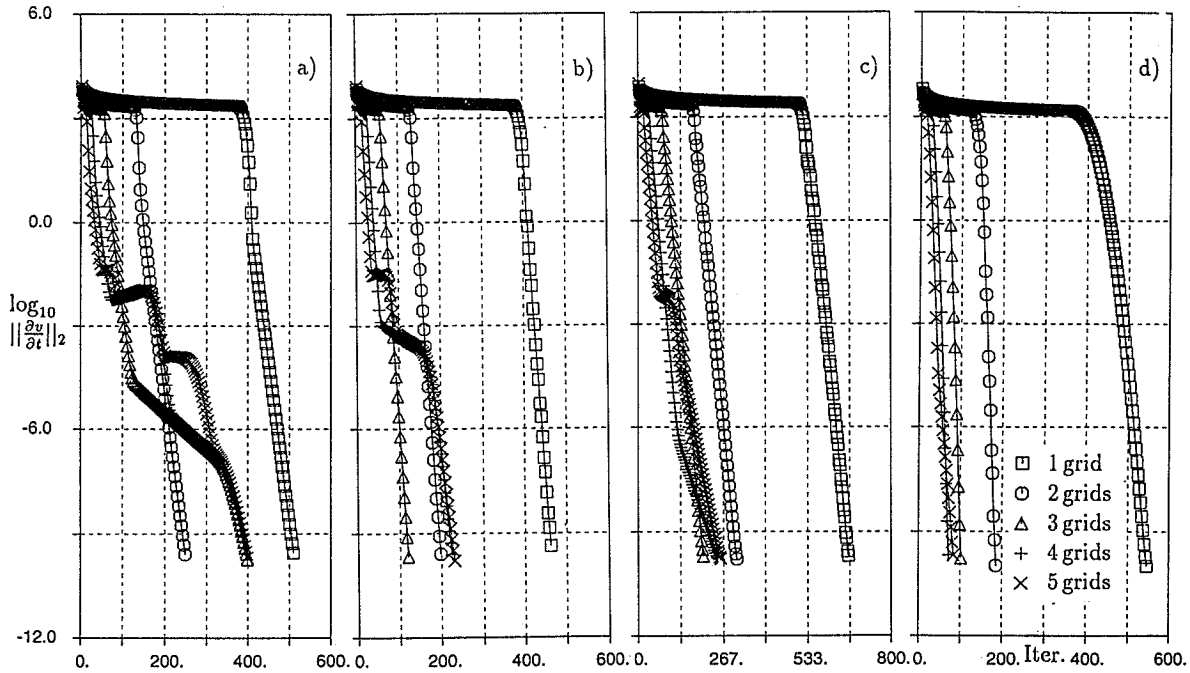 6.0
0.0
-6.0
-12.0
log₁₀
||∂v/∂t||₂
a)
b)
c)
d)
□ 1 grid
○ 2 grids
△ 3 grids
+ 4 grids
× 5 grids
0. 200. 400. 600.
0. 200. 400. 600.
0. 267. 533. 800.
0. 200. Iter. 400. 600.